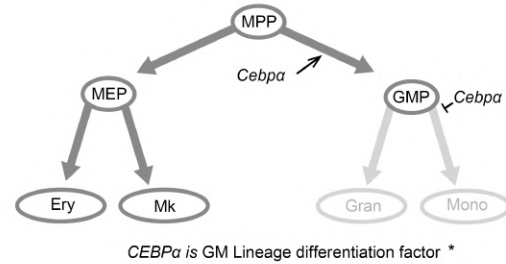 MPP
Cebpα
MEP
GMP
Cebpα
Ery
Mk
Gran
Mono
CEBPα is GM Lineage differentiation factor *